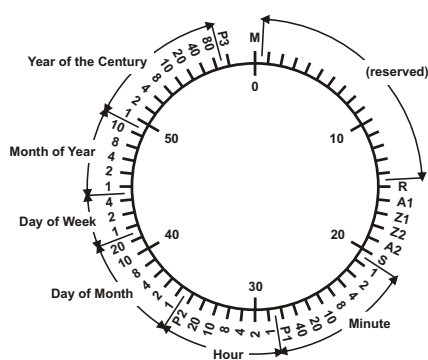 M
(reserved)
R
A1
Z1
Z2
A2
S
1
2
4
8
10
20
40
P1
Minute
1
2
4
8
10
20
P2
Hour
1
2
4
8
10
20
Day of Month
1
2
4
Day of Week
1
2
4
8
10
Month of Year
1
2
4
8
10
20
40
80
P3
Year of the Century
0
10
20
30
40
50